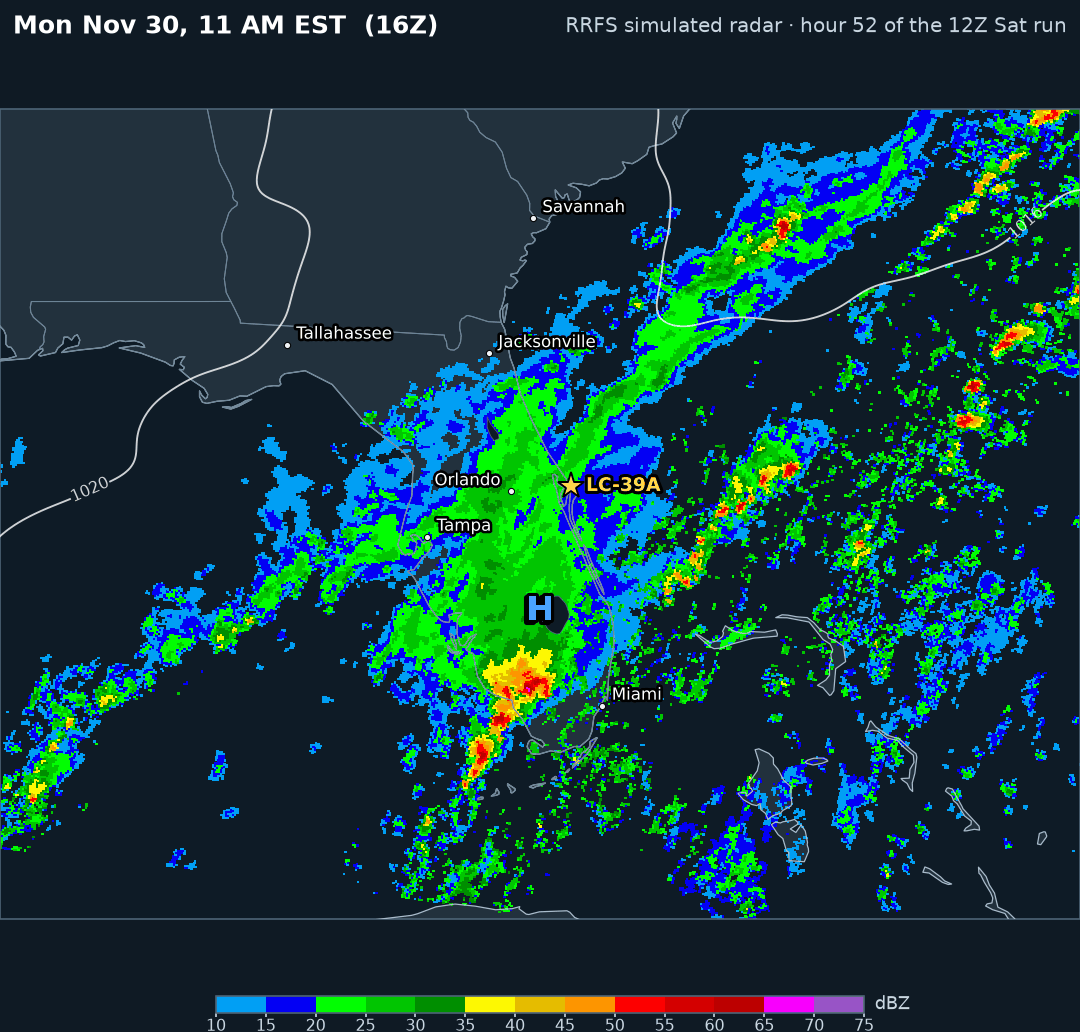 Mon Nov 30, 11 AM EST (16Z)
RRFS simulated radar · hour 52 of the 12Z Sat run
Savannah
1016
Tallahassee
Jacksonville
Orlando
LC-39A
1020
Tampa
H
Miami
dBZ
10 15 20 25 30 35 40 45 50 55 60 65 70 75